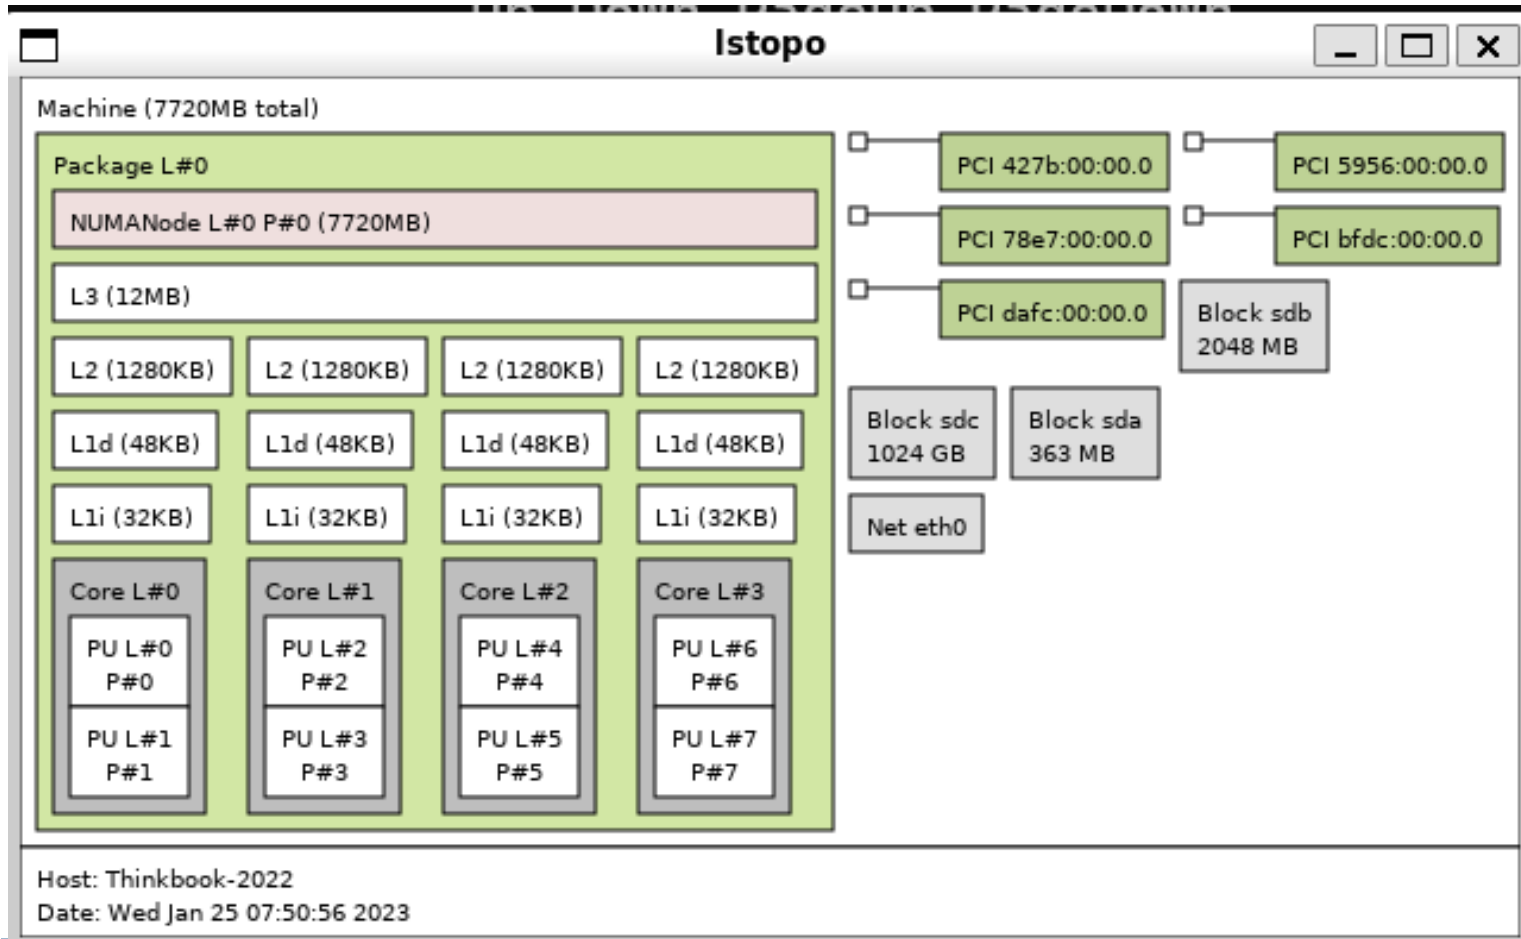 Up Down PageUp PageDown
lstopo
Machine (7720MB total)
Package L#0
NUMANode L#0 P#0 (7720MB)
L3 (12MB)
L2 (1280KB) L2 (1280KB) L2 (1280KB) L2 (1280KB)
L1d (48KB) L1d (48KB) L1d (48KB) L1d (48KB)
L1i (32KB) L1i (32KB) L1i (32KB) L1i (32KB)
Core L#0 Core L#1 Core L#2 Core L#3
PU L#0 PU L#2 PU L#4 PU L#6
P#0 P#2 P#4 P#6
PU L#1 PU L#3 PU L#5 PU L#7
P#1 P#3 P#5 P#7
PCI 427b:00:00.0 PCI 5956:00:00.0
PCI 78e7:00:00.0 PCI bfdc:00:00.0
PCI dafc:00:00.0
Block sdb
2048 MB
Block sdc Block sda
1024 GB 363 MB
Net eth0
Host: Thinkbook-2022
Date: Wed Jan 25 07:50:56 2023